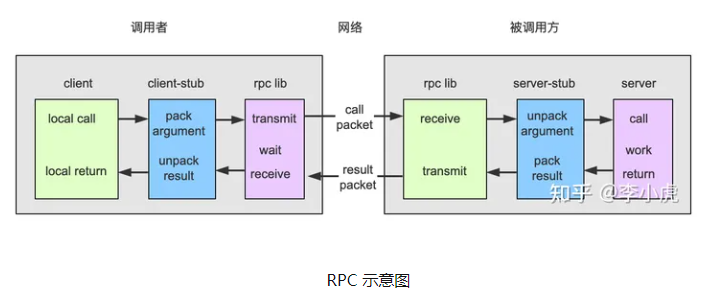 调用者
网络
被调用方
client
client-stub
rpc lib
rpc lib
server-stub
server
local call
pack
argument
transmit
call
packet
receive
unpack
argument
call
wait
work
local return
unpack
result
receive
result
packet
transmit
pack
result
return
知乎 @李小虎
RPC 示意图